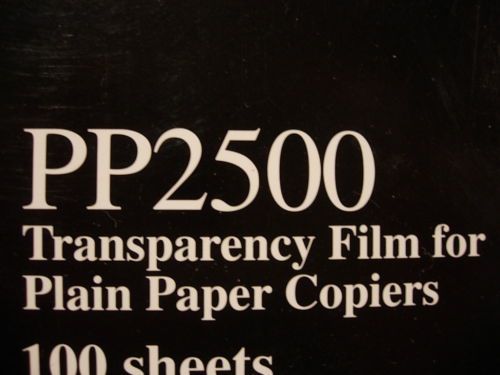 PP2500
Transparency Film for
Plain Paper Copiers
100 sheets